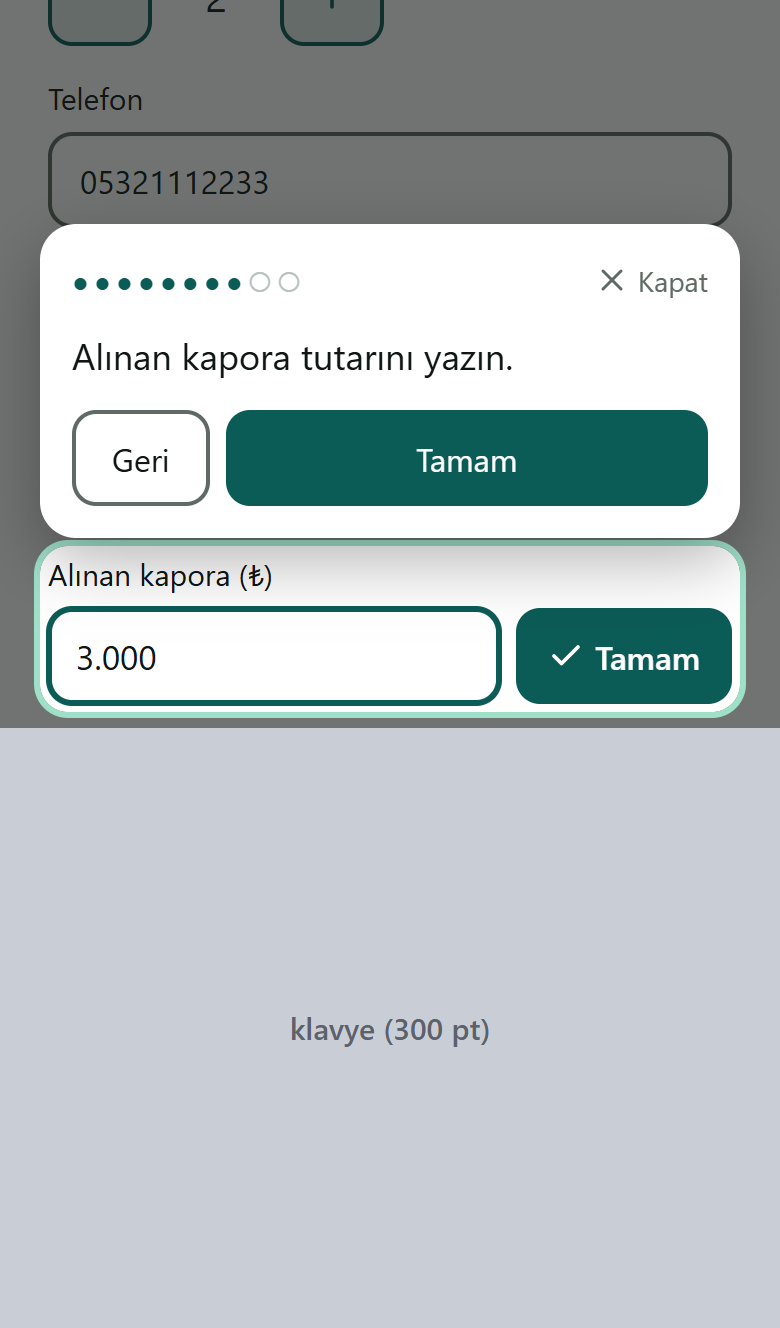 2
Telefon
05321112233
Kapat
Alınan kapora tutarını yazın.
Geri
Tamam
Alınan kapora (₺)
3.000
Tamam
klavye (300 pt)